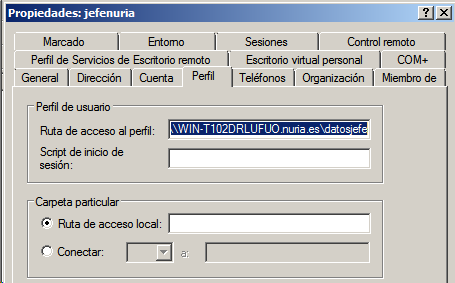 Propiedades: jefenuria
Marcado Entorno Sesiones Control remoto
Perfil de Servicios de Escritorio remoto Escritorio virtual personal COM+
General Dirección Cuenta Perfil Teléfonos Organización Miembro de
Perfil de usuario
Ruta de acceso al perfil: \\WIN-T102DRLUFUO.nuria.es\datosjefe
Script de inicio de
sesión:
Carpeta particular
Ruta de acceso local:
Conectar: a: